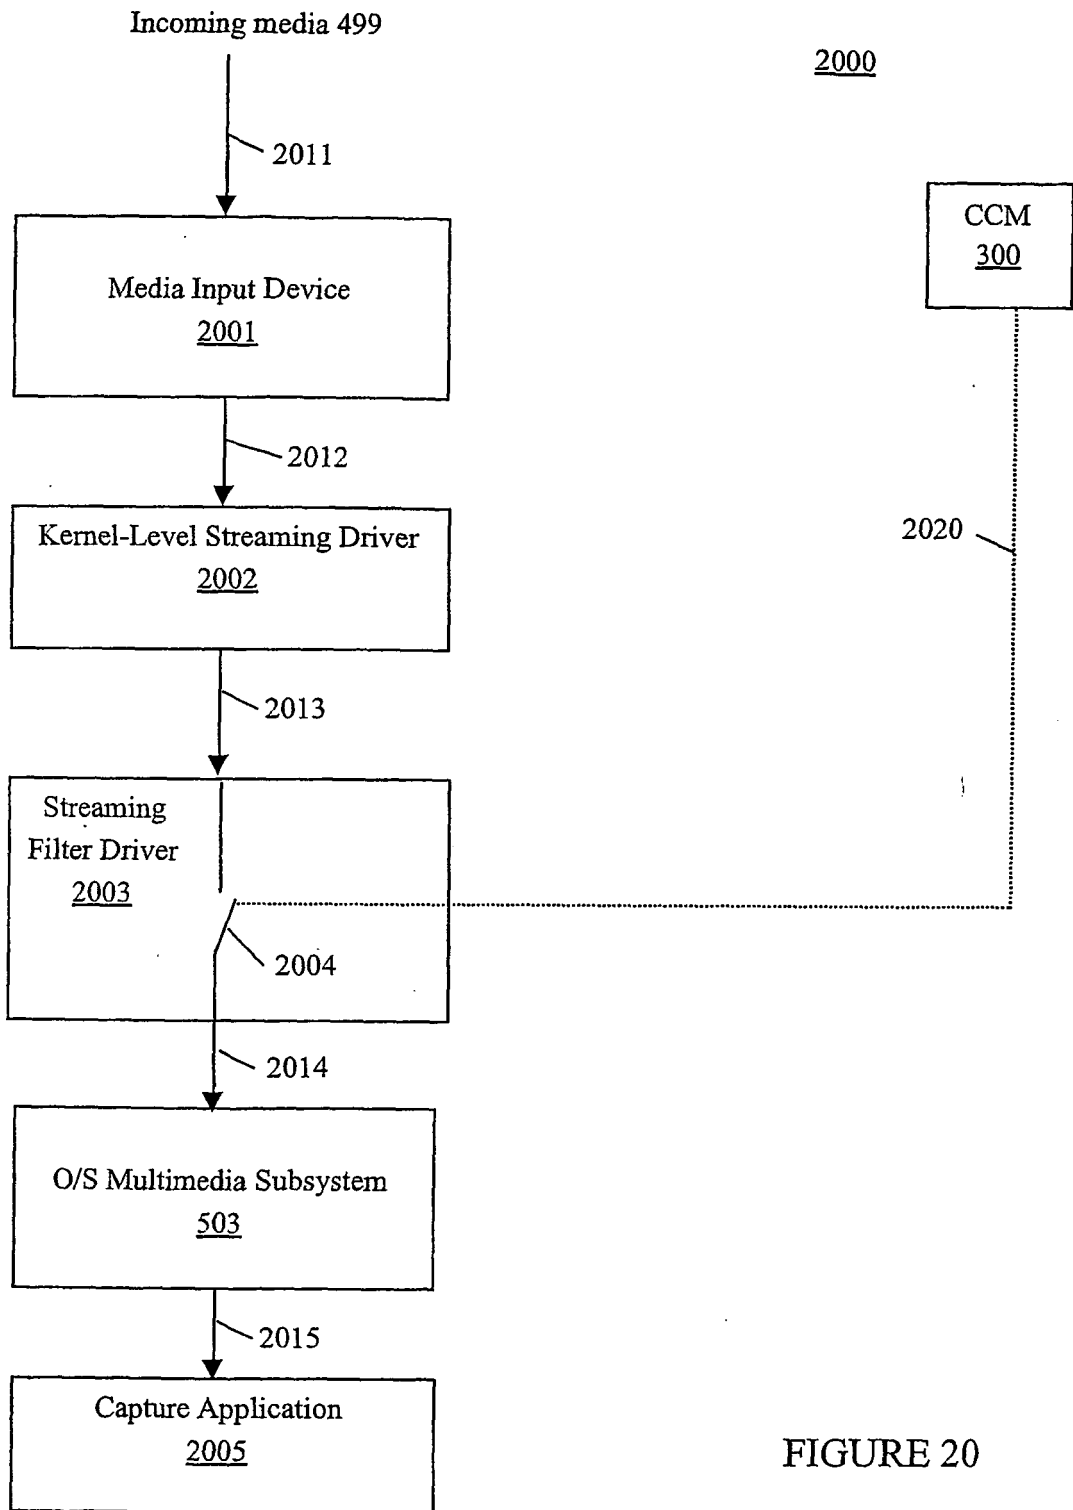 Incoming media 499
2000
2011
CCM
300
Media Input Device
2001
2012
Kernel-Level Streaming Driver
2002
2020
2013
Streaming
Filter Driver
2003
2004
2014
O/S Multimedia Subsystem
503
2015
Capture Application
2005
FIGURE 20